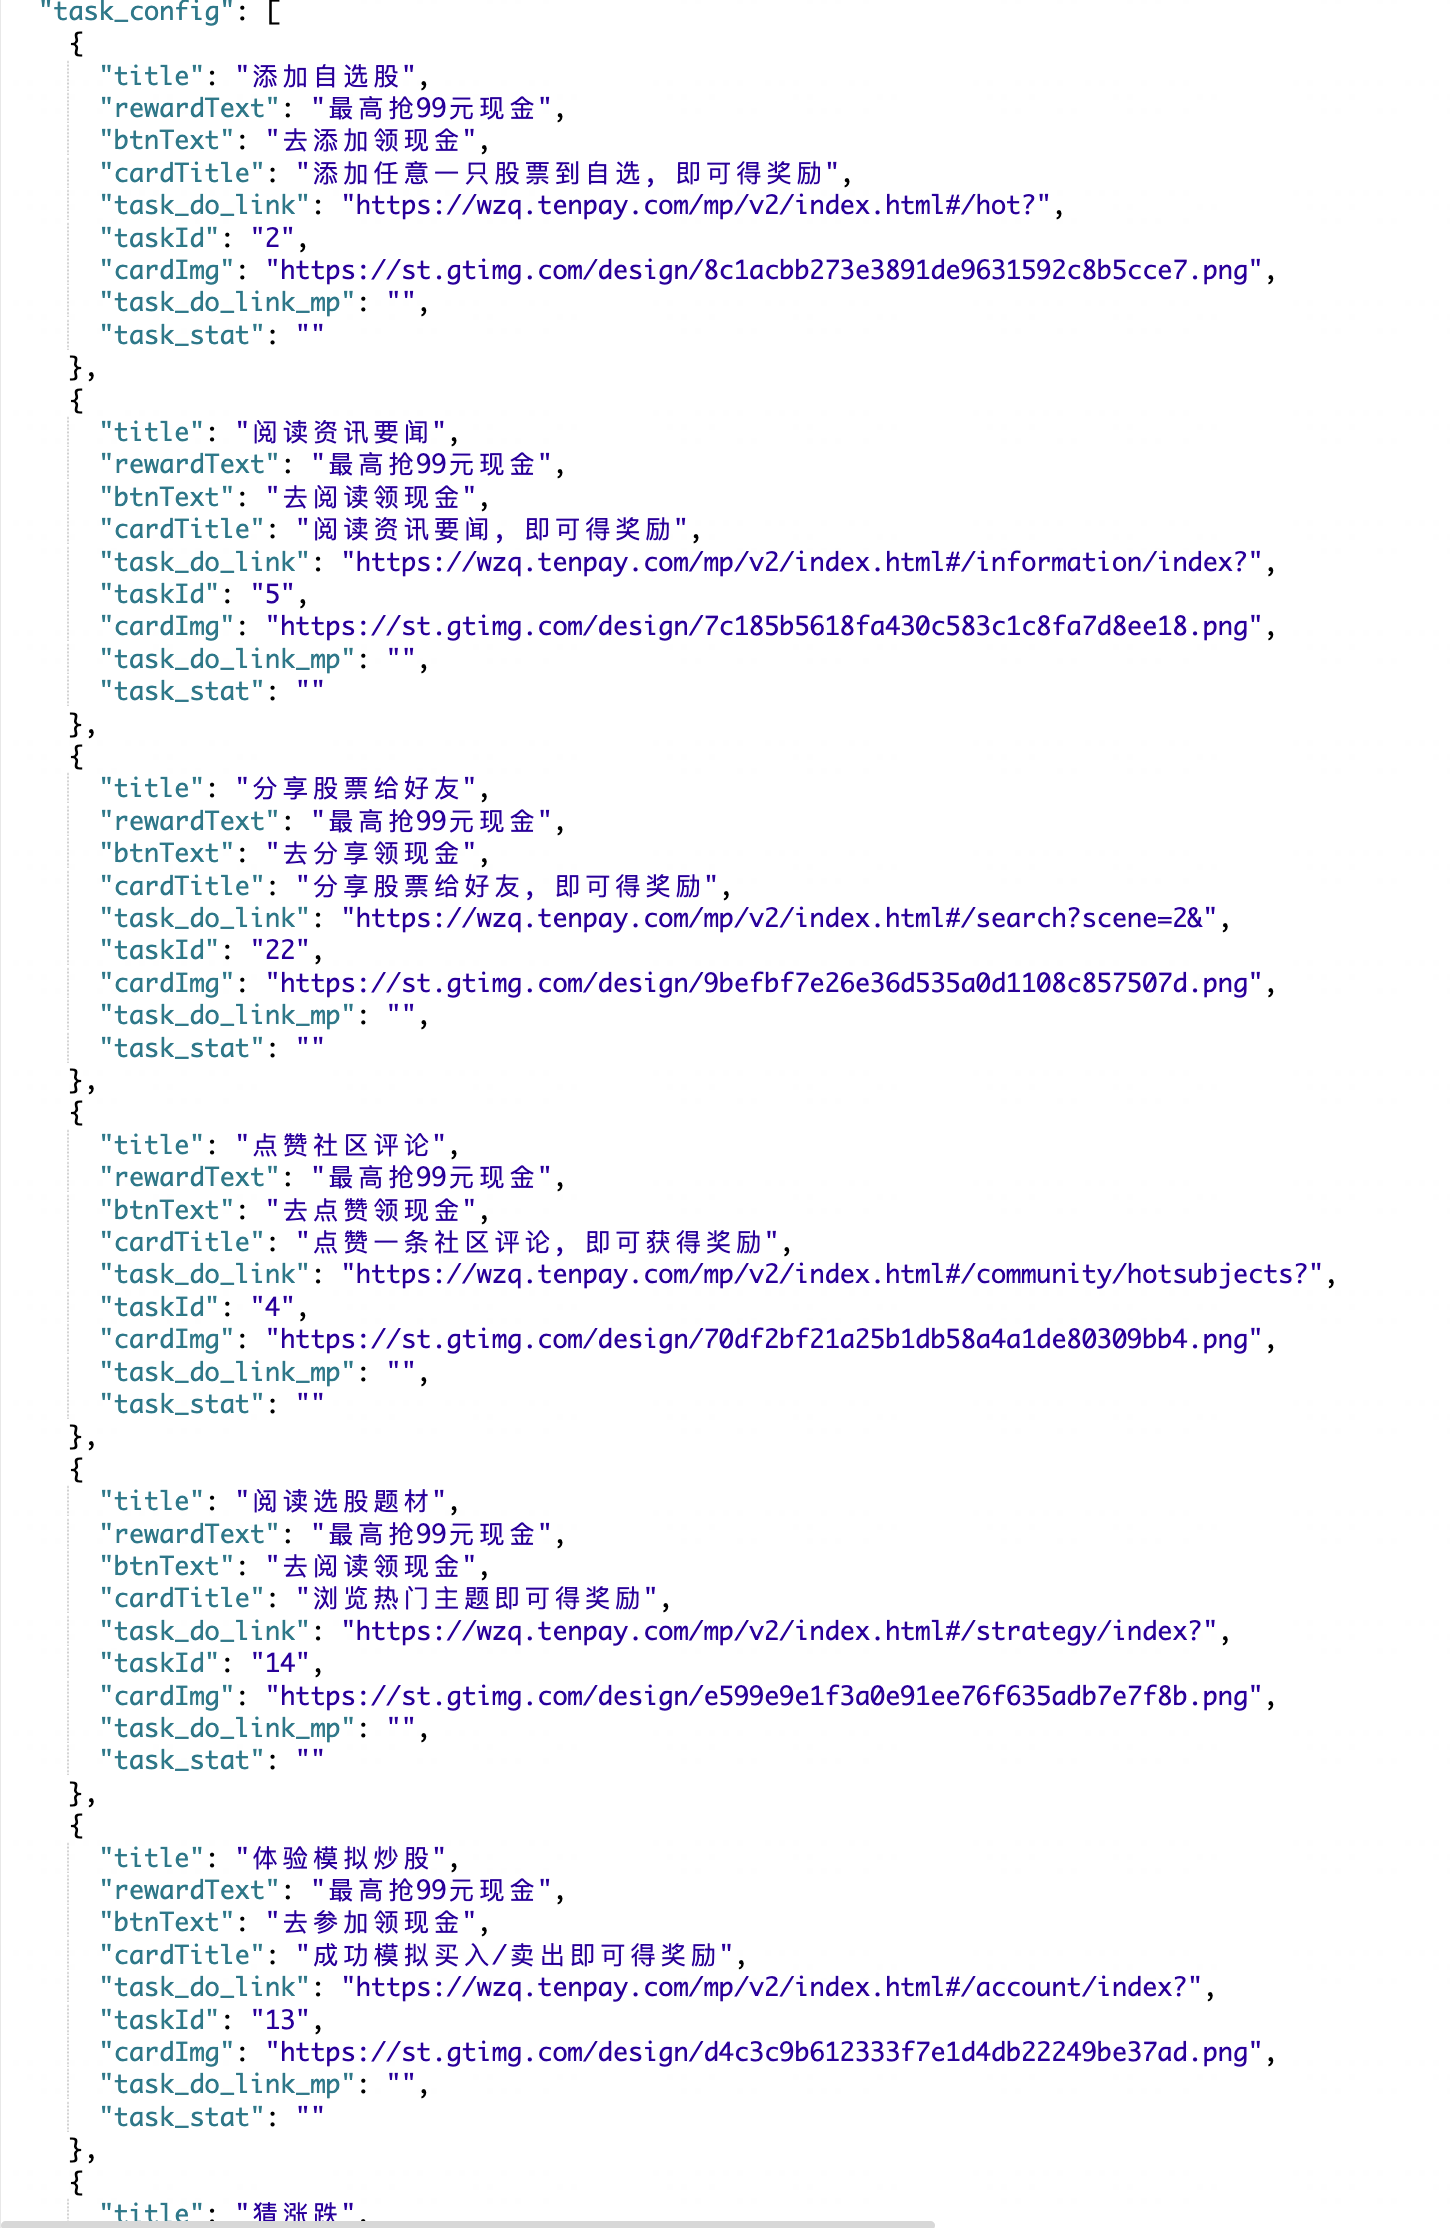 "task_config": [
{
"title": "添加自选股",
"rewardText": "最高抢99元现金",
"btnText": "去添加领现金",
"cardTitle": "添加任意一只股票到自选, 即可得奖励",
"task_do_link": "https://wzq.tenpay.com/mp/v2/index.html#/hot?",
"taskId": "2",
"cardImg": "https://st.gtimg.com/design/8c1acbb273e3891de9631592c8b5cce7.png",
"task_do_link_mp": "",
"task_stat": ""
},
{
"title": "阅读资讯要闻",
"rewardText": "最高抢99元现金",
"btnText": "去阅读领现金",
"cardTitle": "阅读资讯要闻, 即可得奖励",
"task_do_link": "https://wzq.tenpay.com/mp/v2/index.html#/information/index?",
"taskId": "5",
"cardImg": "https://st.gtimg.com/design/7c185b5618fa430c583c1c8fa7d8ee18.png",
"task_do_link_mp": "",
"task_stat": ""
},
{
"title": "分享股票给好友",
"rewardText": "最高抢99元现金",
"btnText": "去分享领现金",
"cardTitle": "分享股票给好友, 即可得奖励",
"task_do_link": "https://wzq.tenpay.com/mp/v2/index.html#/search?scene=2&",
"taskId": "22",
"cardImg": "https://st.gtimg.com/design/9befbf7e26e36d535a0d1108c857507d.png",
"task_do_link_mp": "",
"task_stat": ""
},
{
"title": "点赞社区评论",
"rewardText": "最高抢99元现金",
"btnText": "去点赞领现金",
"cardTitle": "点赞一条社区评论, 即可获得奖励",
"task_do_link": "https://wzq.tenpay.com/mp/v2/index.html#/community/hotsubjects?",
"taskId": "4",
"cardImg": "https://st.gtimg.com/design/70df2bf21a25b1db58a4a1de80309bb4.png",
"task_do_link_mp": "",
"task_stat": ""
},
{
"title": "阅读选股题材",
"rewardText": "最高抢99元现金",
"btnText": "去阅读领现金",
"cardTitle": "浏览热门主题即可得奖励",
"task_do_link": "https://wzq.tenpay.com/mp/v2/index.html#/strategy/index?",
"taskId": "14",
"cardImg": "https://st.gtimg.com/design/e599e9e1f3a0e91ee76f635adb7e7f8b.png",
"task_do_link_mp": "",
"task_stat": ""
},
{
"title": "体验模拟炒股",
"rewardText": "最高抢99元现金",
"btnText": "去参加领现金",
"cardTitle": "成功模拟买入/卖出即可得奖励",
"task_do_link": "https://wzq.tenpay.com/mp/v2/index.html#/account/index?",
"taskId": "13",
"cardImg": "https://st.gtimg.com/design/d4c3c9b612333f7e1d4db22249be37ad.png",
"task_do_link_mp": "",
"task_stat": ""
},
{
"title": "猜涨跌",